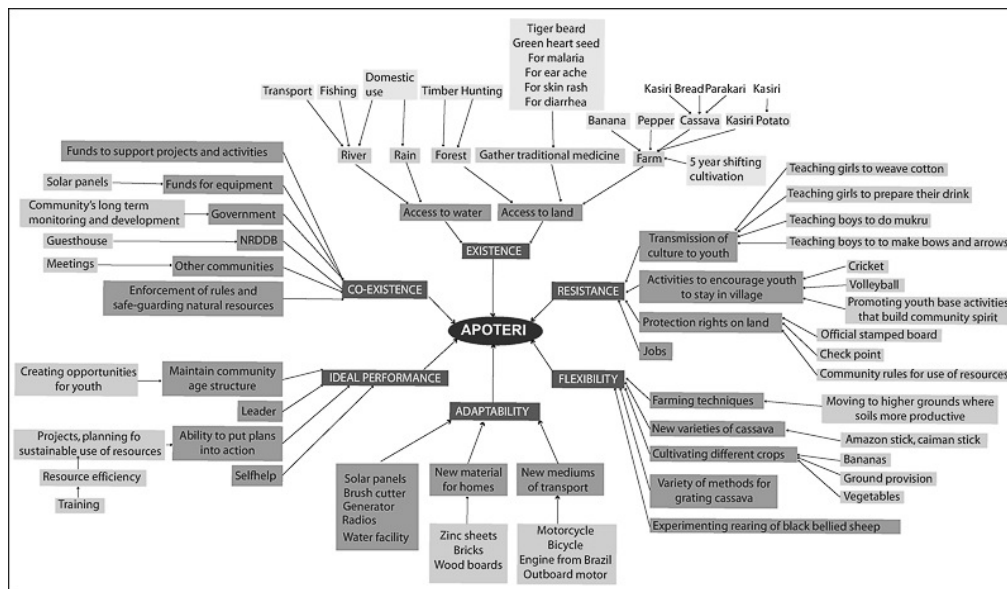 Tiger beard
Green heart seed
For malaria
For ear ache
For skin rash
For diarrhea
Transport
Fishing
Domestic
use
Timber Hunting
Kasiri Bread Parakari
Kasiri
Banana
Pepper
Cassava
Kasiri Potato
River
Rain
Forest
Gather traditional medicine
Farm
5 year shifting
cultivation
Access to water
Access to land
EXISTENCE
Funds to support projects and activities
Solar panels
Funds for equipment
Community's long term
monitoring and development
Government
Guesthouse
NRDDB
Meetings
Other communities
Enforcement of rules and
safe-guarding natural resources
CO-EXISTENCE
Teaching girls to weave cotton
Teaching girls to prepare their drink
Teaching boys to do mukru
Teaching boys to to make bows and arrows
Transmission of
culture to youth
Cricket
Volleyball
Promoting youth base activities
that build community spirit
Activities to encourage youth
to stay in village
RESISTANCE
Protection rights on land
Official stamped board
Check point
Community rules for use of resources
Jobs
APOTERI
Creating opportunities
for youth
Maintain community
age structure
IDEAL PERFORMANCE
Leader
Projects, planning fo
sustainable use of resources
Ability to put plans
into action
Resource efficiency
Training
Selfhelp
ADAPTABILITY
Solar panels
Brush cutter
Generator
Radios
Water facility
New material
for homes
Zinc sheets
Bricks
Wood boards
New mediums
of transport
Motorcycle
Bicycle
Engine from Brazil
Outboard motor
FLEXIBILITY
Farming techniques
Moving to higher grounds where
soils more productive
New varieties of cassava
Amazon stick, caiman stick
Cultivating different crops
Bananas
Ground provision
Vegetables
Variety of methods for
grating cassava
Experimenting rearing of black bellied sheep